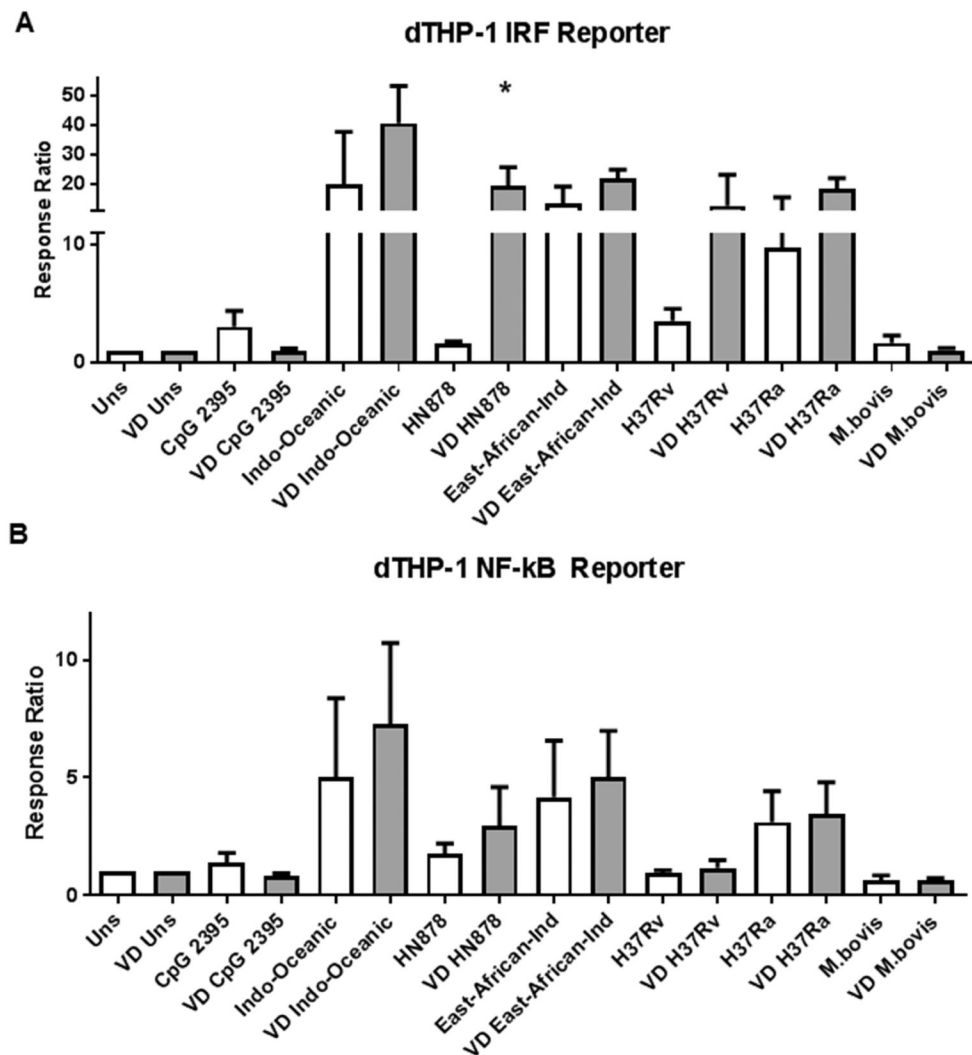 A
dTHP-1 IRF Reporter
Response Ratio
50
40
30
20
10
0
*
Uns
VD Uns
CpG 2395
VD CpG 2395
Indo-Oceanic
VD Indo-Oceanic
HN878
VD HN878
East-African-Ind
VD East-African-Ind
H37Rv
VD H37Rv
H37Ra
VD H37Ra
M.bovis
VD M.bovis
B
dTHP-1 NF-kB Reporter
Response Ratio
10
5
0
Uns
VD Uns
CpG 2395
VD CpG 2395
Indo-Oceanic
VD Indo-Oceanic
HN878
VD HN878
East-African-Ind
VD East-African-Ind
H37Rv
VD H37Rv
H37Ra
VD H37Ra
M.bovis
VD M.bovis